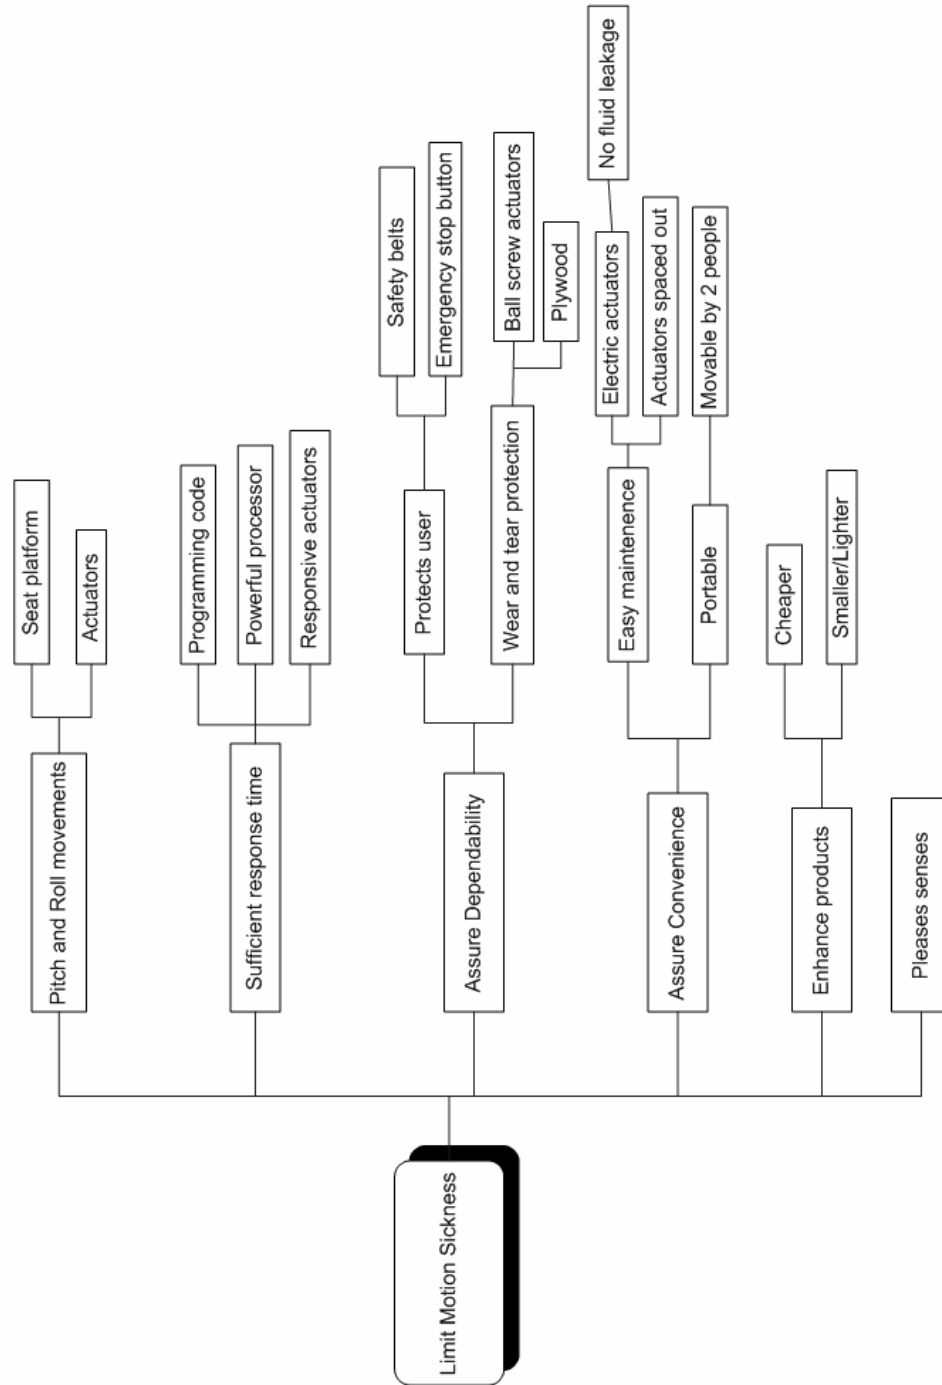 Limit Motion Sickness
Pitch and Roll movements
Seat platform
Actuators
Sufficient response time
Programming code
Powerful processor
Responsive actuators
Assure Dependability
Protects user
Safety belts
Emergency stop button
Wear and tear protection
Ball screw actuators
Plywood
Assure Convenience
Easy maintenence
Electric actuators
No fluid leakage
Actuators spaced out
Portable
Movable by 2 people
Enhance products
Cheaper
Smaller/Lighter
Pleases senses